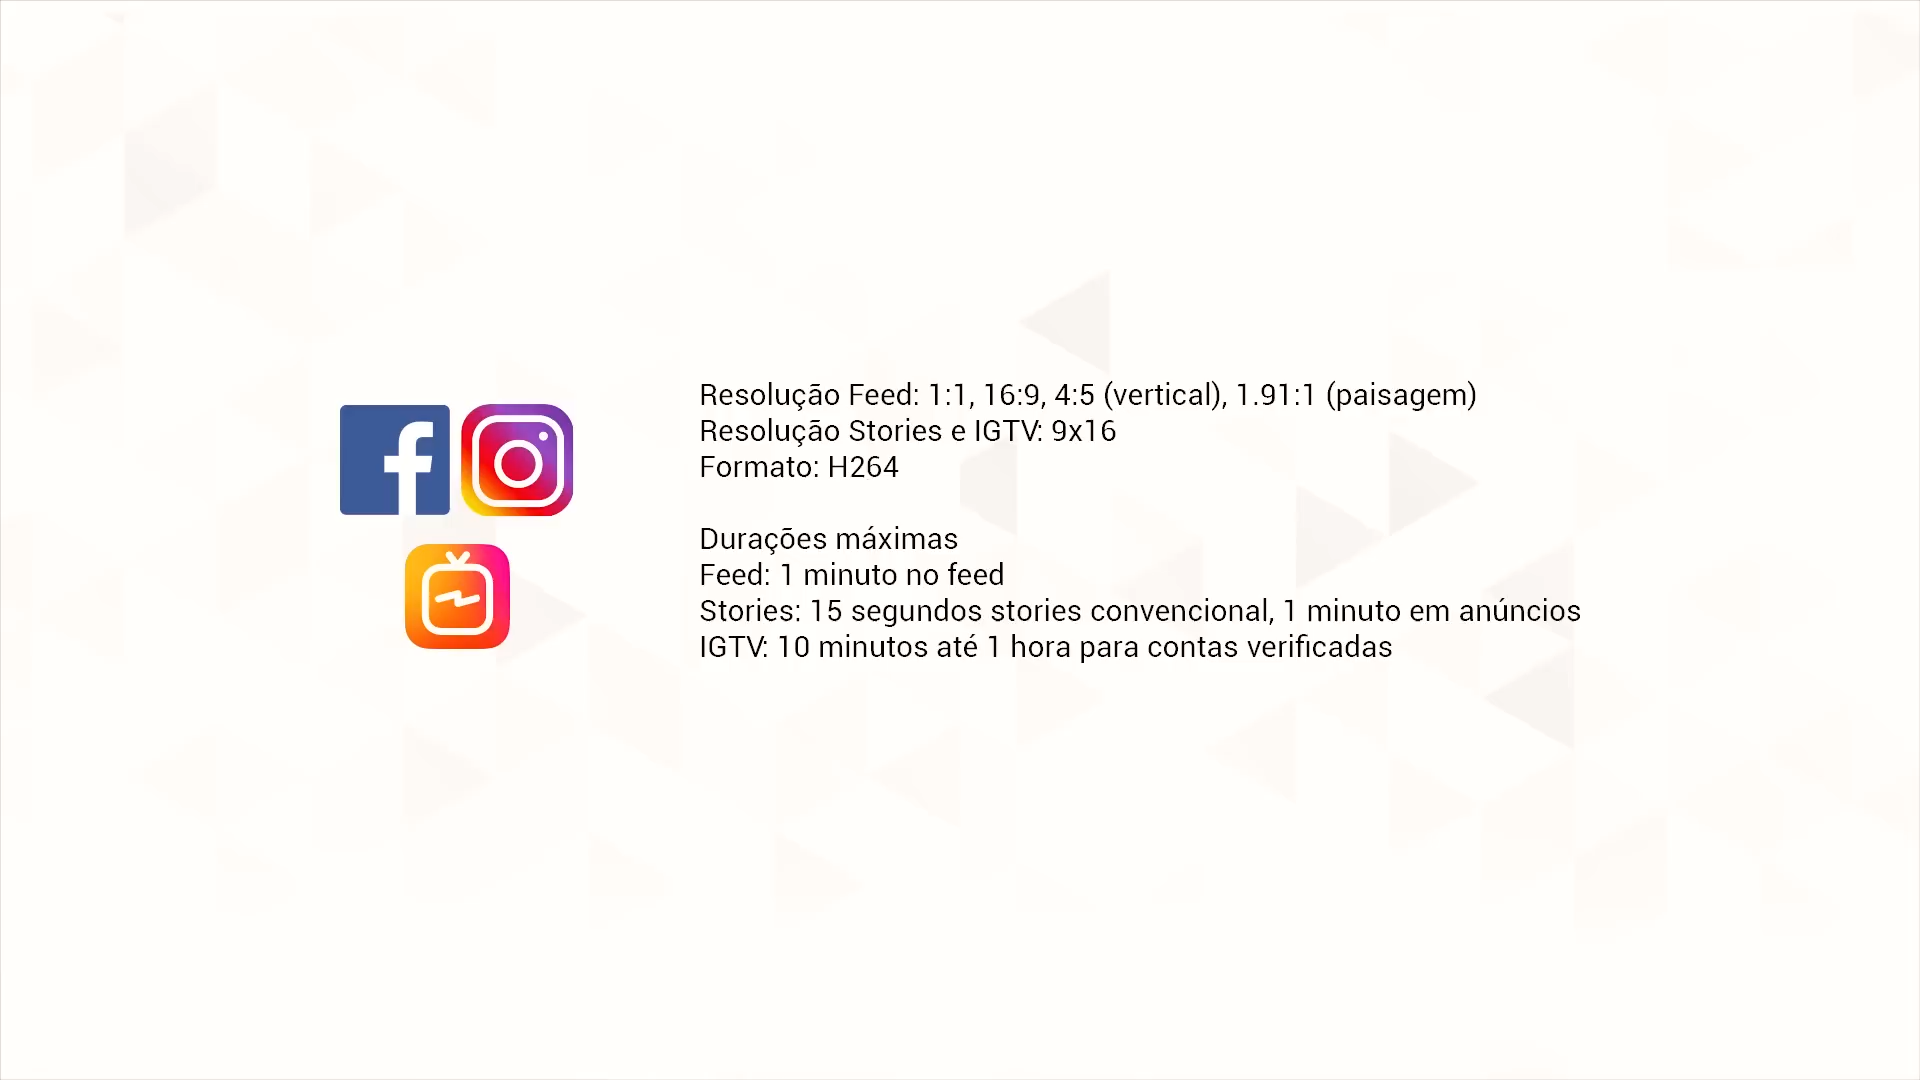 Resolução Feed: 1:1, 16:9, 4:5 (vertical), 1.91:1 (paisagem)
Resolução Stories e IGTV: 9x16
Formato: H264
Durações máximas
Feed: 1 minuto no feed
Stories: 15 segundos stories convencional, 1 minuto em anúncios
IGTV: 10 minutos até 1 hora para contas verificadas